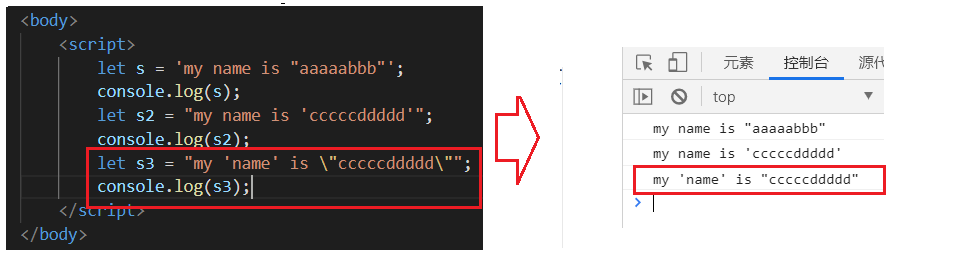 <body>
<script>
let s = 'my name is "aaaaabbb"';
console.log(s);
let s2 = "my name is 'cccccddddd'";
console.log(s2);
let s3 = "my 'name' is \"cccccddddd\"";
console.log(s3);
</script>
</body>
元素 控制台 源代
top
my name is "aaaaabbb"
my name is 'cccccddddd'
my 'name' is "cccccddddd"